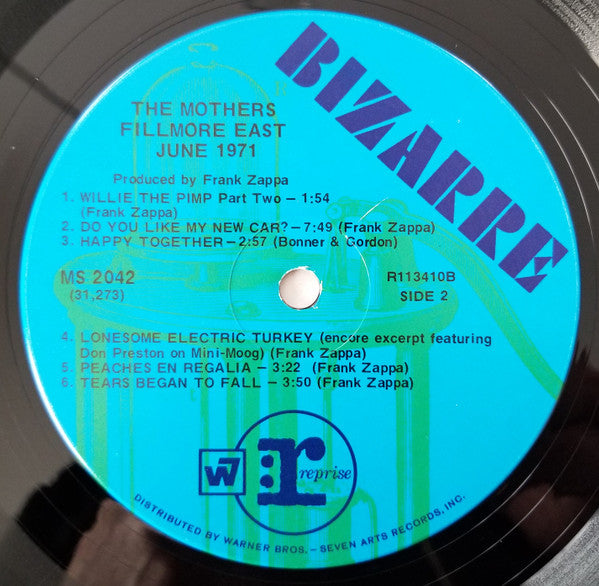 BIZARRE
THE MOTHERS
FILLMORE EAST
JUNE 1971
Produced by Frank Zappa
1. WILLIE THE PIMP Part Two – 1:54
(Frank Zappa)
2. DO YOU LIKE MY NEW CAR? – 7:49 (Frank Zappa)
3. HAPPY TOGETHER – 2:57 (Bonner & Gordon)
MS 2042
(31,273)
R113410B
SIDE 2
4. LONESOME ELECTRIC TURKEY (encore excerpt featuring
Don Preston on Mini-Moog) (Frank Zappa)
5. PEACHES EN REGALIA – 3:22 (Frank Zappa)
6. TEARS BEGAN TO FALL – 3:50 (Frank Zappa)
W7
:r reprise
DISTRIBUTED BY WARNER BROS. – SEVEN ARTS RECORDS, INC.